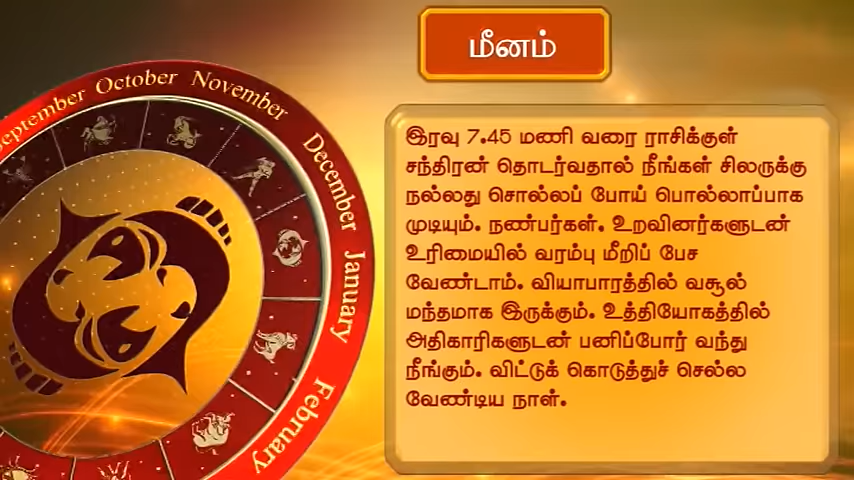 மீனம்
இரவு 7.45 மணி வரை ராசிக்குள்
சந்திரன் தொடர்வதால் நீங்கள் சிலருக்கு
நல்லது சொல்லப் போய் பொல்லாப்பாக
முடியும். நண்பர்கள். உறவினர்களுடன்
உரிமையில் வரம்பு மீறிப் பேச
வேண்டாம். வியாபாரத்தில் வசூல்
மந்தமாக இருக்கும். உத்தியோகத்தில்
அதிகாரிகளுடன் பனிப்போர் வந்து
நீங்கும். விட்டுக் கொடுத்துச் செல்ல
வேண்டிய நாள்.
September October November December January February